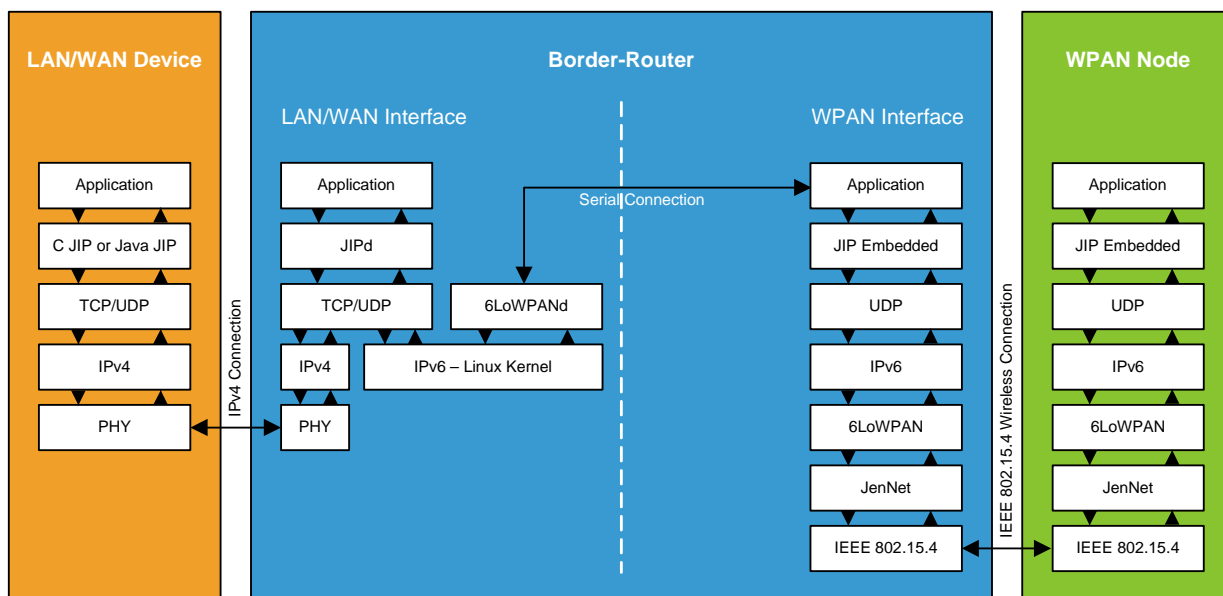 LAN/WAN Device
Border-Router
WPAN Node
LAN/WAN Interface
WPAN Interface
Application
C JIP or Java JIP
TCP/UDP
IPv4
PHY
IPv4 Connection
Application
JIPd
TCP/UDP
6LoWPANd
IPv4
IPv6 – Linux Kernel
PHY
Serial Connection
Application
JIP Embedded
UDP
IPv6
6LoWPAN
JenNet
IEEE 802.15.4
IEEE 802.15.4 Wireless Connection
Application
JIP Embedded
UDP
IPv6
6LoWPAN
JenNet
IEEE 802.15.4